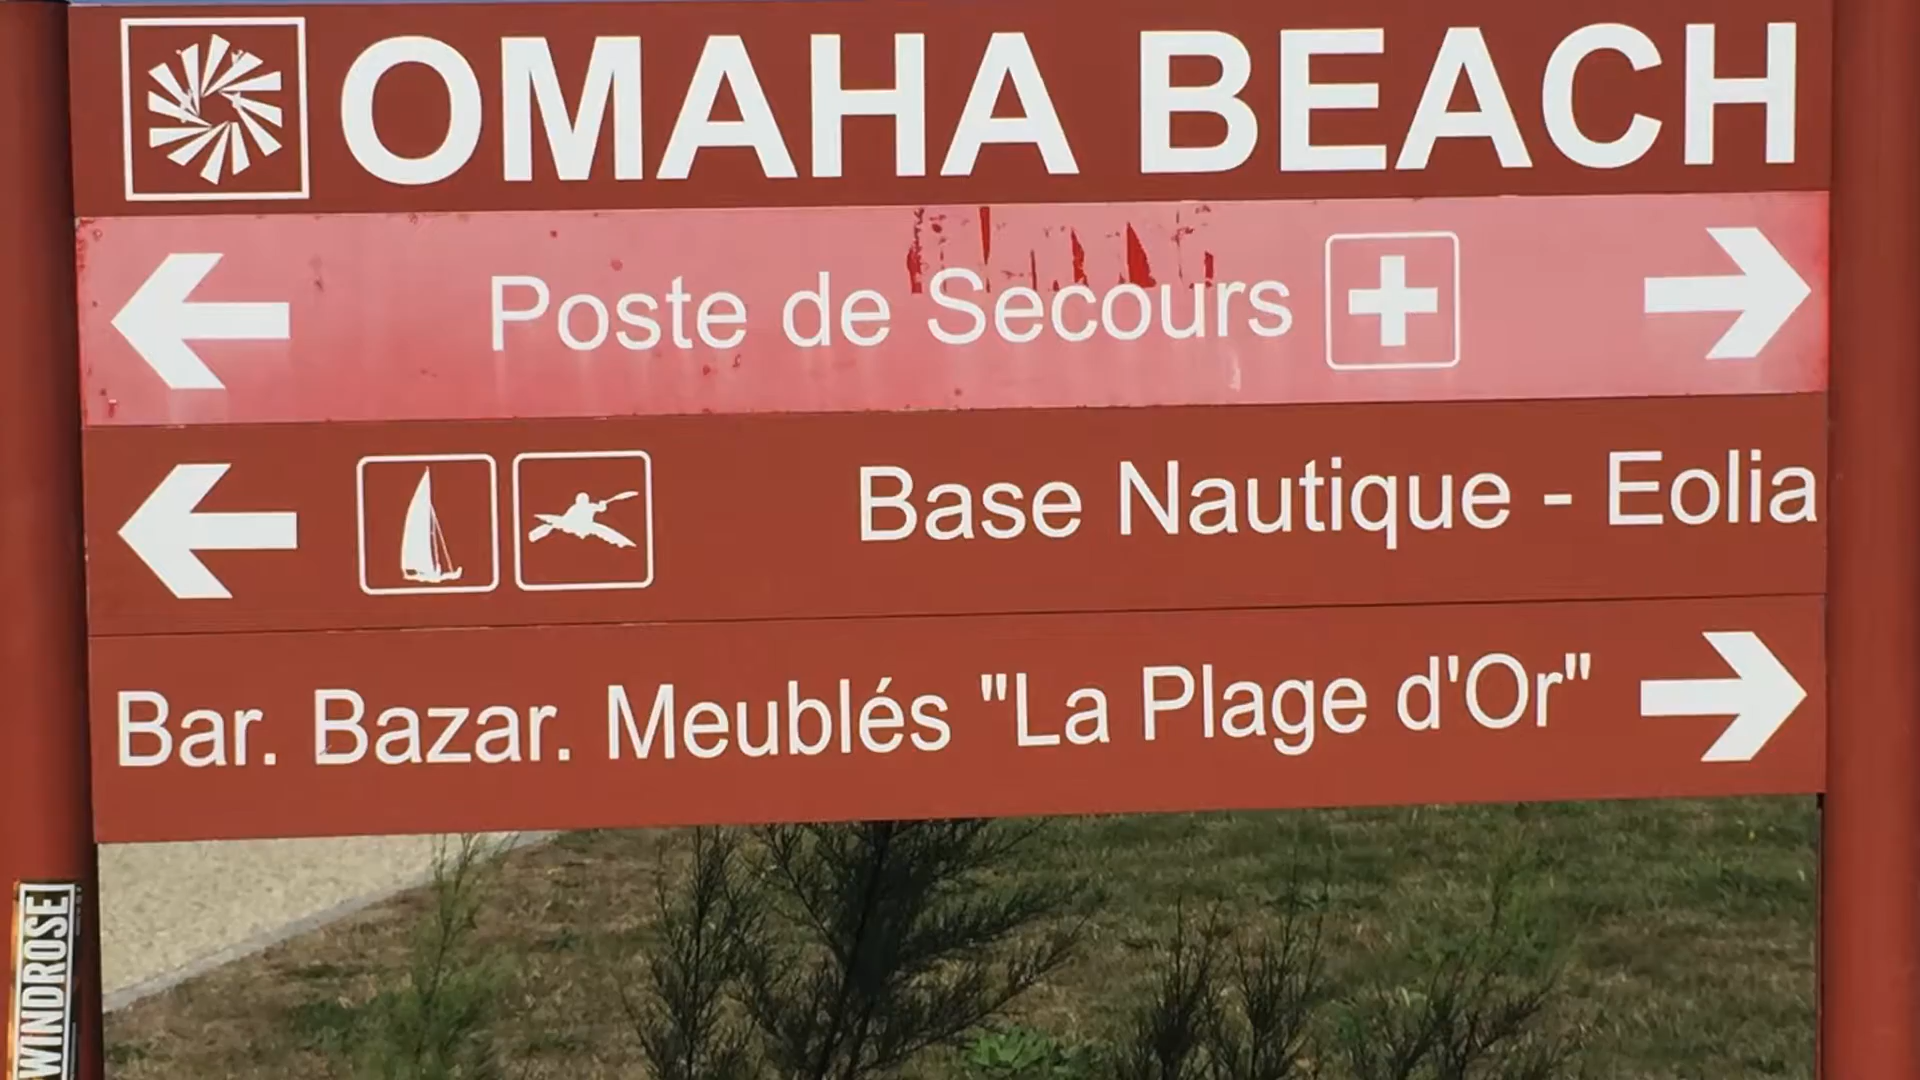 OMAHA BEACH
Poste de Secours
Base Nautique - Eolia
Bar. Bazar. Meublés "La Plage d'Or"
WINDROSE